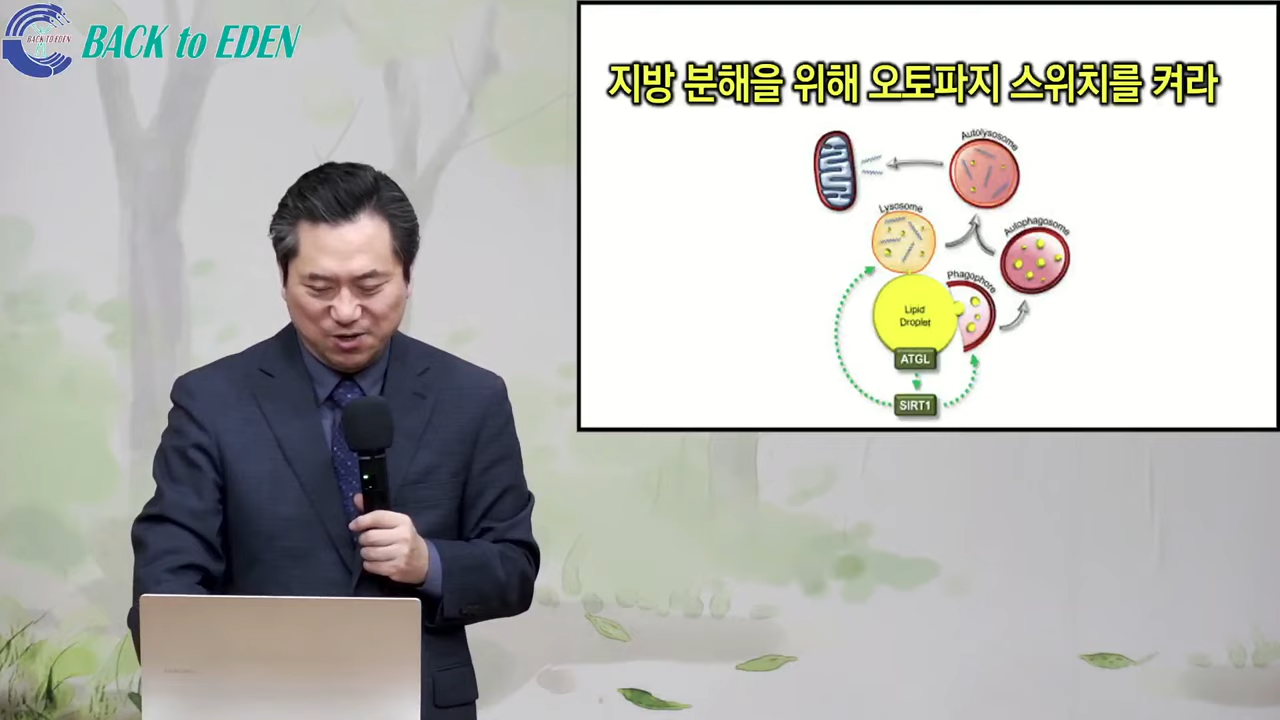 BACK TO EDEN
BACK to EDEN
지방 분해을 위해 오토파지 스위치를 켜라
Autolysosome
Lysosome
Autophagosome
Phagophore
Lipid
Droplet
ATGL
SIRT1